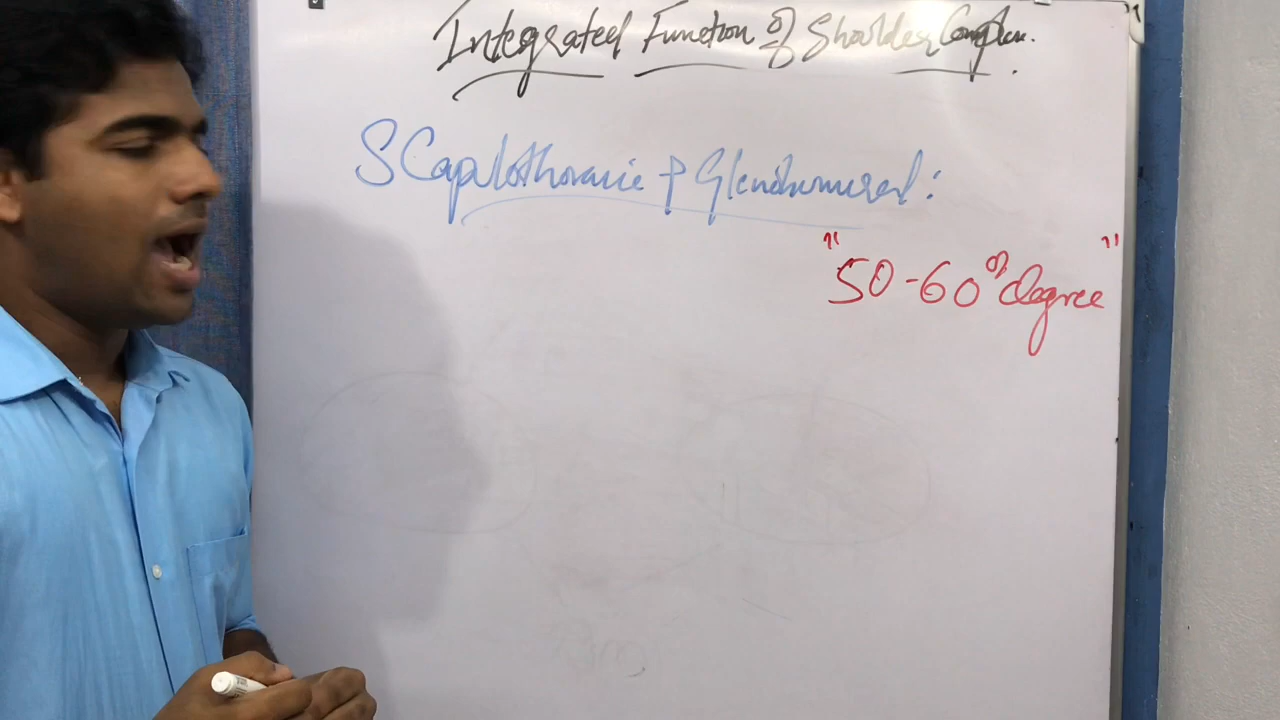 Integrated Function of Shoulder Complex.
SCapulothoracic + Glenohumeral :
"50-60° degree"